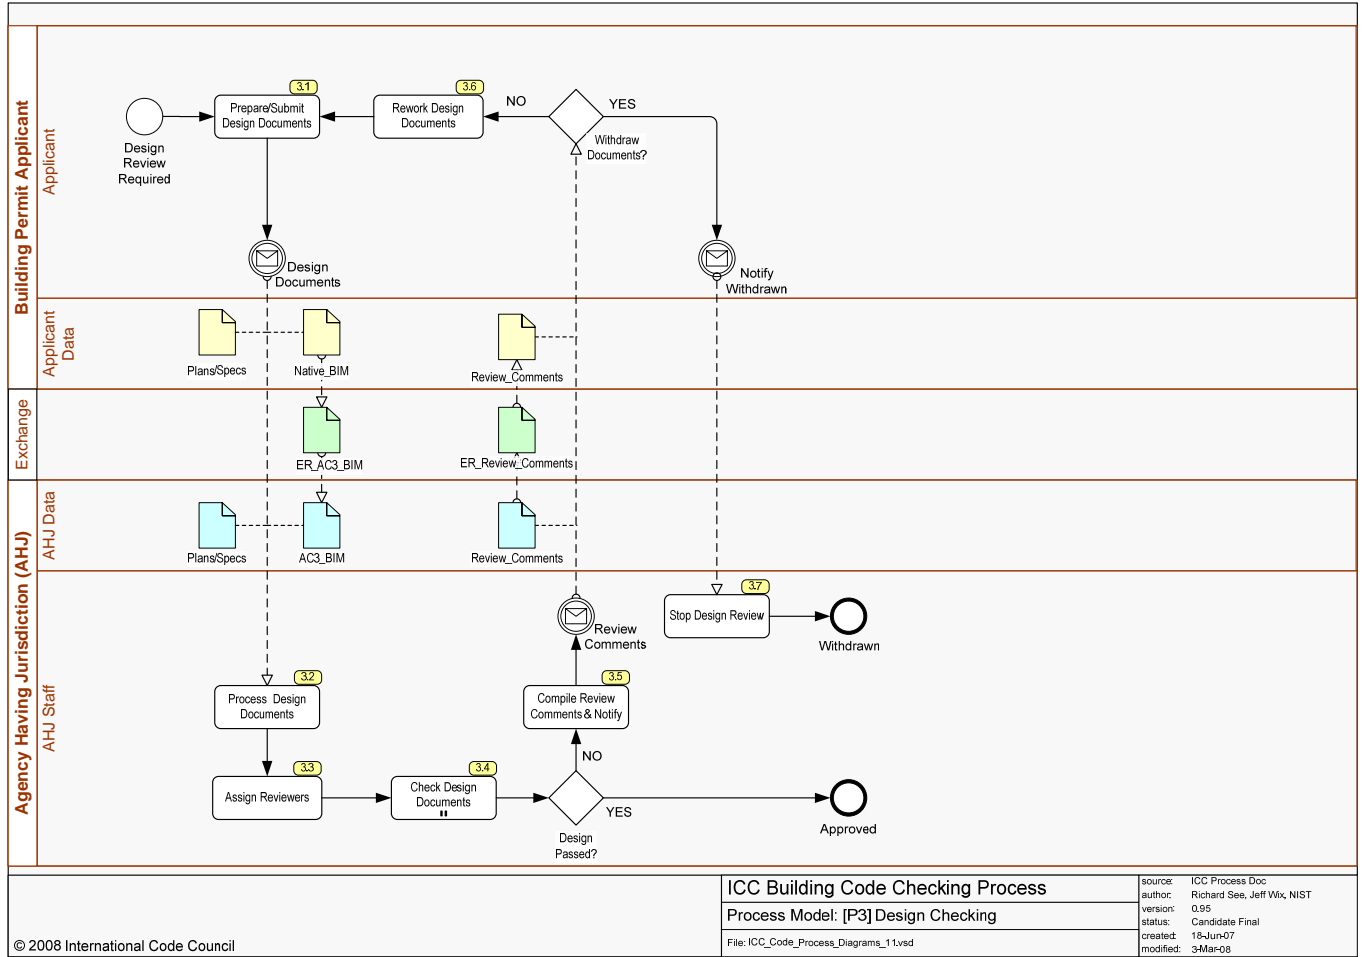 Building Permit Applicant
Applicant
3.1
Prepare/Submit
Design Documents
3.6
Rework Design
Documents
NO
YES
Withdraw
Documents?
Design
Review
Required
Design
Documents
Notify
Withdrawn
Applicant
Data
Plans/Specs
Native_BIM
Review_Comments
Exchange
ER_AC3_BIM
ER_Review_Comments
Agency Having Jurisdiction (AHJ)
AHJ Data
Plans/Specs
AC3_BIM
Review_Comments
AHJ Staff
3.7
Stop Design Review
Withdrawn
Review
Comments
3.2
Process Design
Documents
3.5
Compile Review
Comments & Notify
NO
3.3
Assign Reviewers
3.4
Check Design
Documents
YES
Design
Passed?
Approved
© 2008 International Code Council
ICC Building Code Checking Process
Process Model: [P3] Design Checking
File: ICC_Code_Process_Diagrams_11.vsd
source: ICC Process Doc
author: Richard See, Jeff Wix, NIST
version: 0.95
status: Candidate Final
created: 18-Jun-07
modified: 3-Mar-08